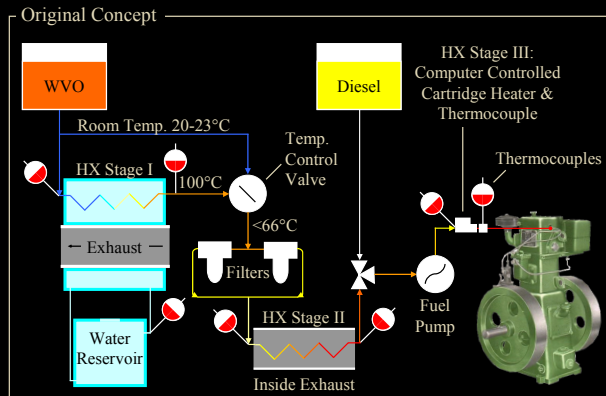 Original Concept
WVO
Diesel
HX Stage III:
Computer Controlled
Cartridge Heater &
Thermocouple
Room Temp. 20-23°C
Temp.
Control
Valve
Thermocouples
HX Stage I
100°C
<66°C
Exhaust
Filters
Fuel
Pump
HX Stage II
Water
Reservoir
Inside Exhaust